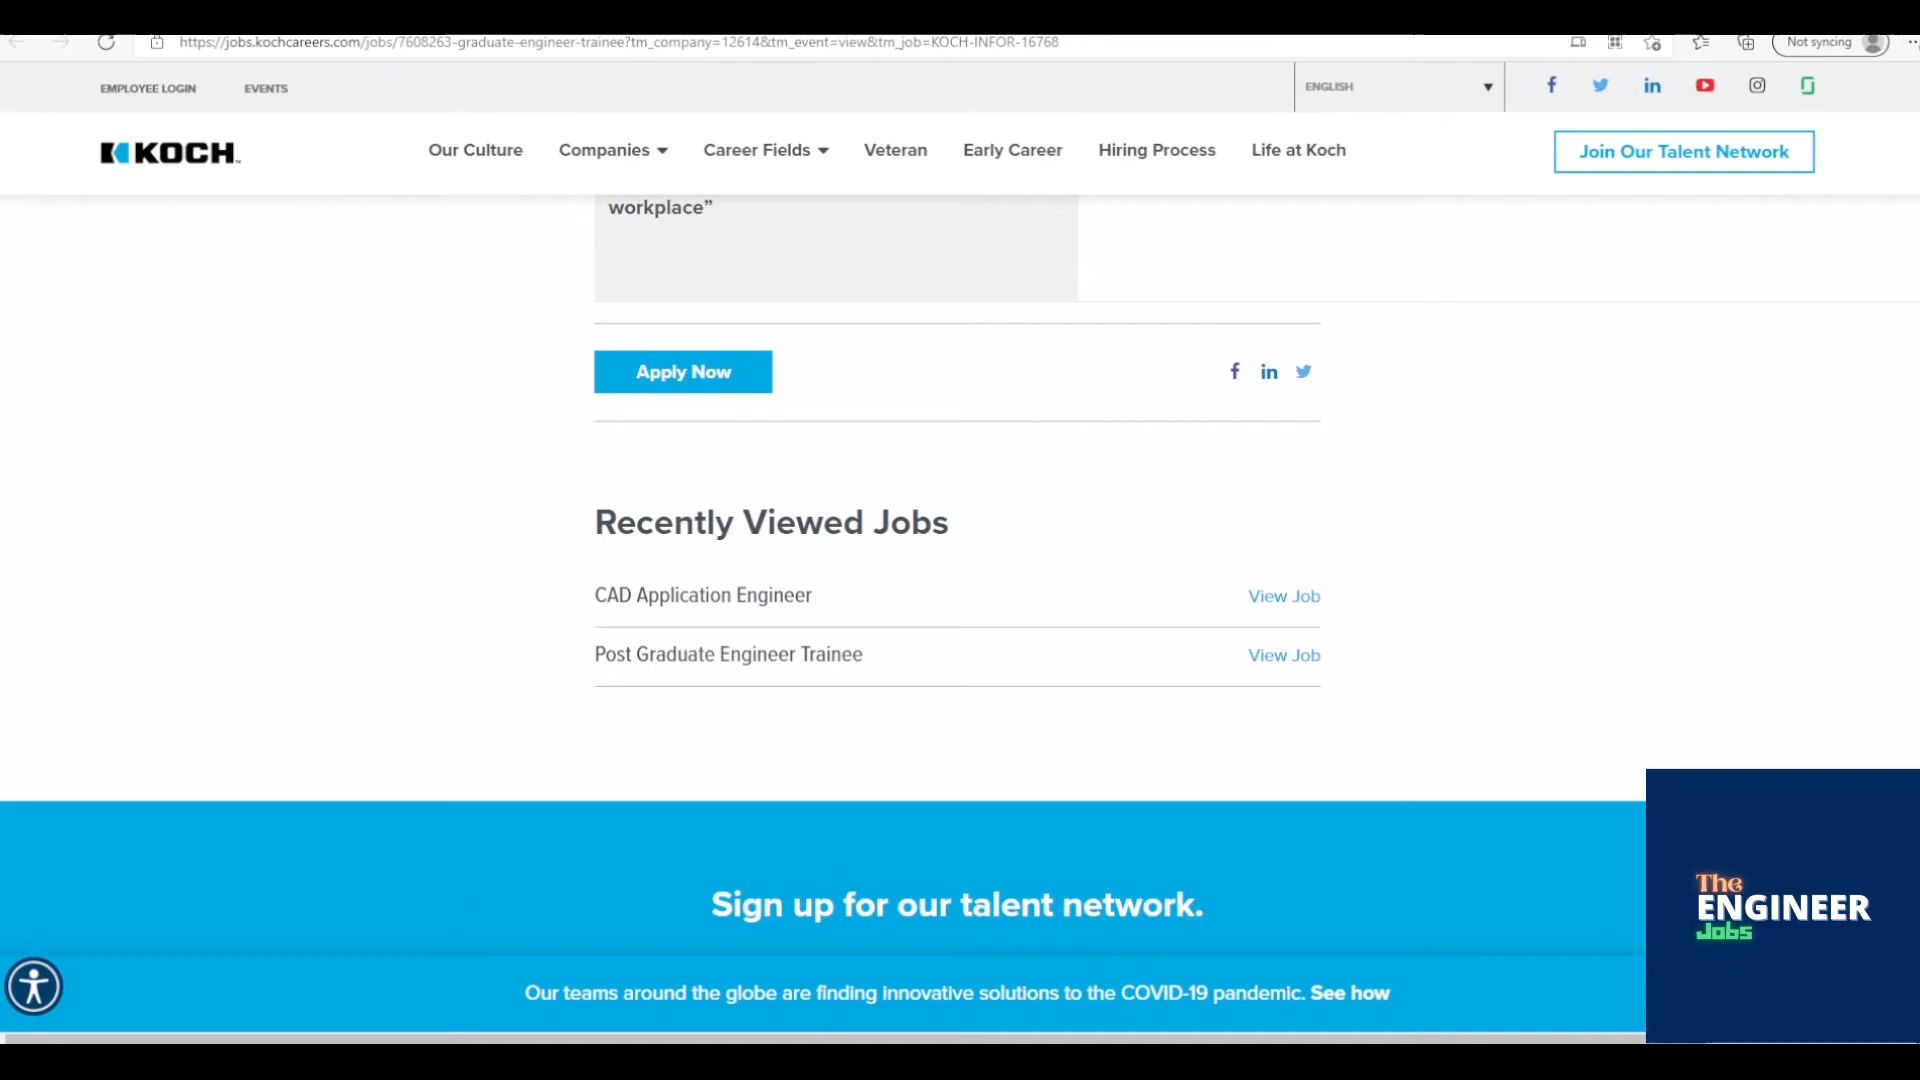 https://jobs.kochcareers.com/jobs/7608263-graduate-engineer-trainee?tm_company=12614&tm_event=view&tm_job=KOCH-INFOR-16768
Not syncing
EMPLOYEE LOGIN
EVENTS
ENGLISH
KOCH
Our Culture
Companies
Career Fields
Veteran
Early Career
Hiring Process
Life at Koch
Join Our Talent Network
workplace”
Apply Now
Recently Viewed Jobs
CAD Application Engineer
View Job
Post Graduate Engineer Trainee
View Job
Sign up for our talent network.
The
ENGINEER
Jobs
Our teams around the globe are finding innovative solutions to the COVID-19 pandemic. See how